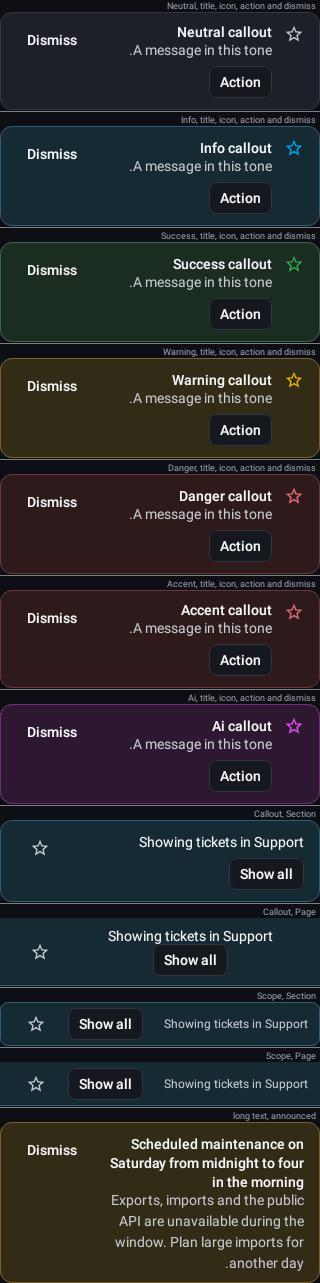 Neutral, title, icon, action and dismiss
Neutral callout
Dismiss
.A message in this tone
Action
Info, title, icon, action and dismiss
Info callout
Dismiss
.A message in this tone
Action
Success, title, icon, action and dismiss
Success callout
Dismiss
.A message in this tone
Action
Warning, title, icon, action and dismiss
Warning callout
Dismiss
.A message in this tone
Action
Danger, title, icon, action and dismiss
Danger callout
Dismiss
.A message in this tone
Action
Accent, title, icon, action and dismiss
Accent callout
Dismiss
.A message in this tone
Action
Ai, title, icon, action and dismiss
Ai callout
Dismiss
.A message in this tone
Action
Callout, Section
Showing tickets in Support
Show all
Callout, Page
Showing tickets in Support
Show all
Scope, Section
Showing tickets in Support
Show all
Scope, Page
Showing tickets in Support
Show all
long text, announced
Dismiss
Scheduled maintenance on
Saturday from midnight to four
in the morning
Exports, imports and the public
API are unavailable during the
window. Plan large imports for
.another day